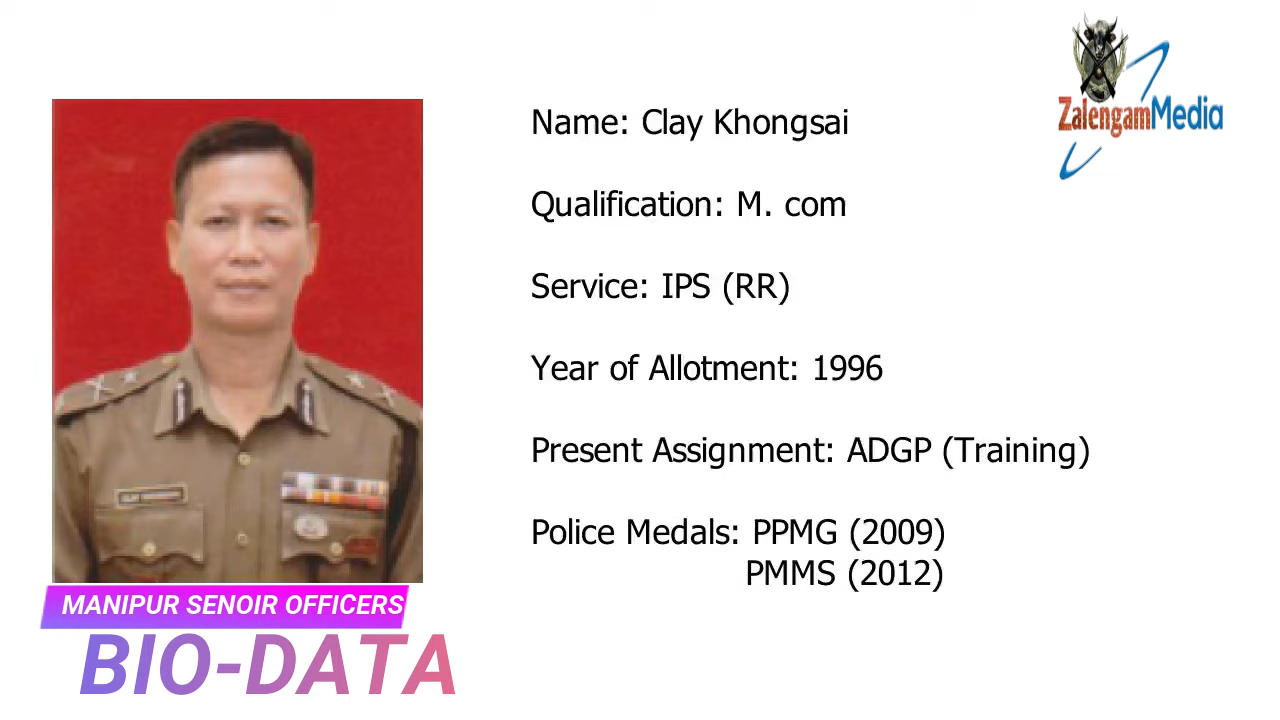 ZalengamMedia
Name: Clay Khongsai
Qualification: M. com
Service: IPS (RR)
Year of Allotment: 1996
Present Assignment: ADGP (Training)
Police Medals: PPMG (2009)
PMMS (2012)
MANIPUR SENOIR OFFICERS
BIO-DATA